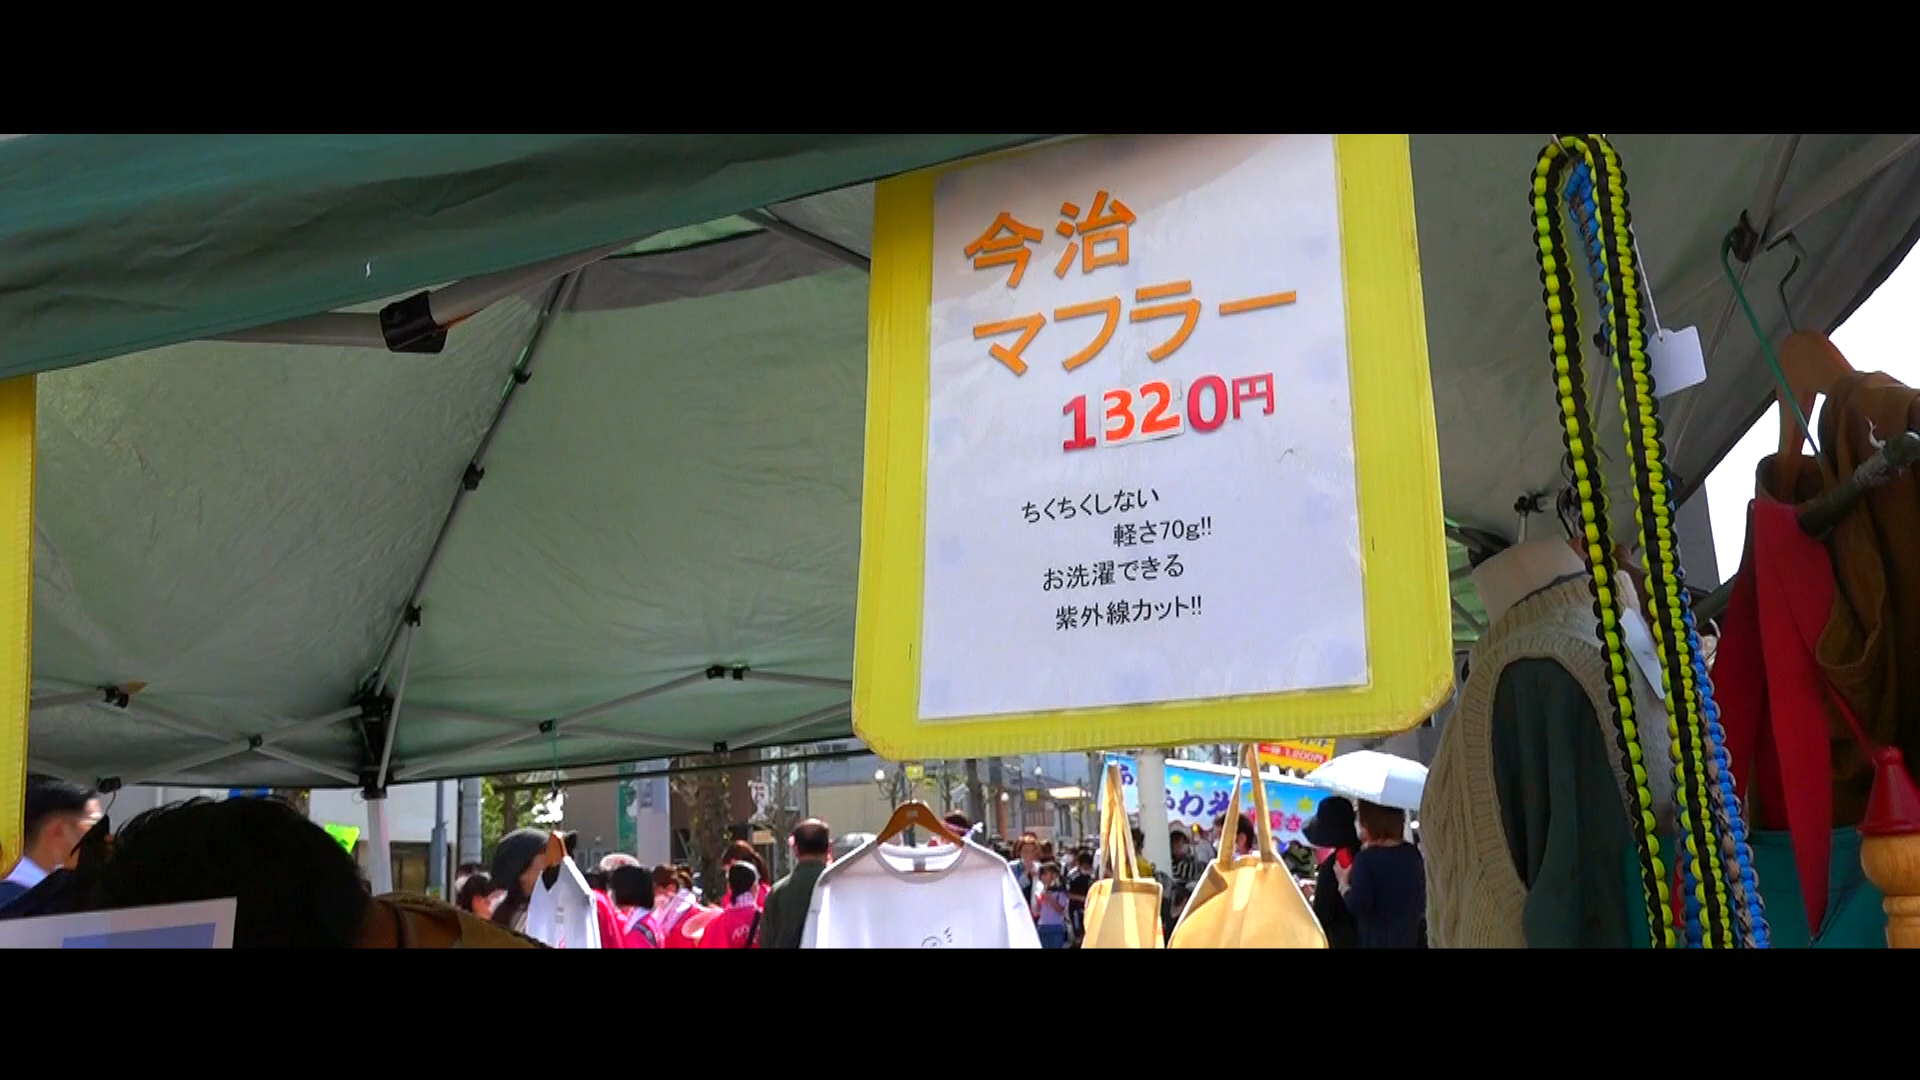 今治
マフラー
1320円
ちくちくしない
軽さ70g!!
お洗濯できる
紫外線カット!!